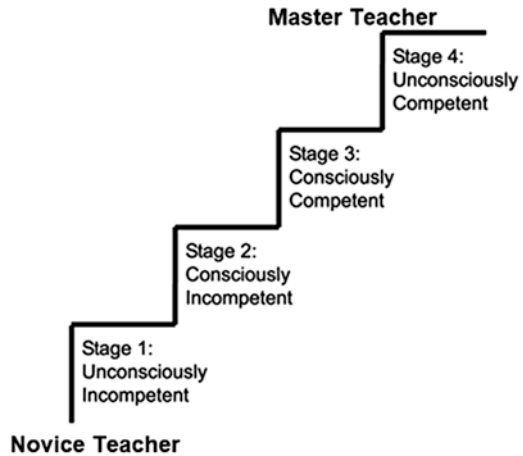 Master Teacher
Stage 4:
Unconsciously
Competent
Stage 3:
Consciously
Competent
Stage 2:
Consciously
Incompetent
Stage 1:
Unconsciously
Incompetent
Novice Teacher